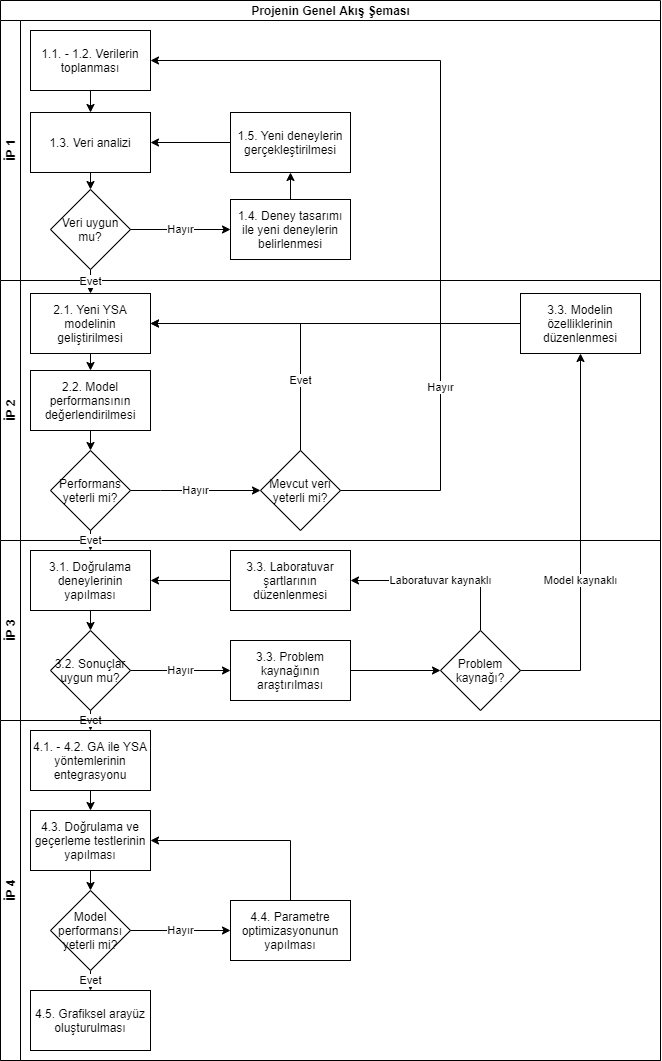 Projenin Genel Akış Şeması
İP 1
1.1. - 1.2. Verilerin
toplanması
1.3. Veri analizi
1.5. Yeni deneylerin
gerçekleştirilmesi
Veri uygun
mu?
Hayır
1.4. Deney tasarımı
ile yeni deneylerin
belirlenmesi
Evet
İP 2
2.1. Yeni YSA
modelinin
geliştirilmesi
3.3. Modelin
özelliklerinin
düzenlenmesi
Evet
Hayır
2.2. Model
performansının
değerlendirilmesi
Performans
yeterli mi?
Hayır
Mevcut veri
yeterli mi?
Evet
İP 3
3.1. Doğrulama
deneylerinin
yapılması
3.3. Laboratuvar
şartlarının
düzenlenmesi
Laboratuvar kaynaklı
Model kaynaklı
3.2. Sonuçlar
uygun mu?
Hayır
3.3. Problem
kaynağının
araştırılması
Problem
kaynağı?
Evet
İP 4
4.1. - 4.2. GA ile YSA
yöntemlerinin
entegrasyonu
4.3. Doğrulama ve
geçerleme testlerinin
yapılması
Model
performansı
yeterli mi?
Hayır
4.4. Parametre
optimizasyonunun
yapılması
Evet
4.5. Grafiksel arayüz
oluşturulması